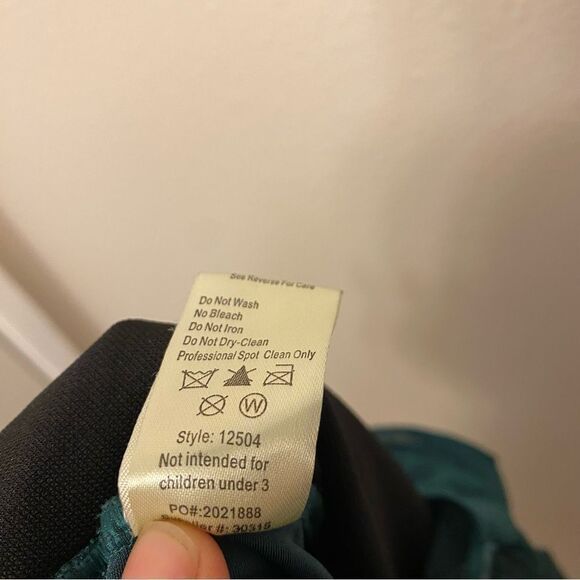 See Reverse For Care
Do Not Wash
No Bleach
Do Not Iron
Do Not Dry-Clean
Professional Spot Clean Only
W
Style: 12504
Not intended for
children under 3
PO#:2021888
#: 30315